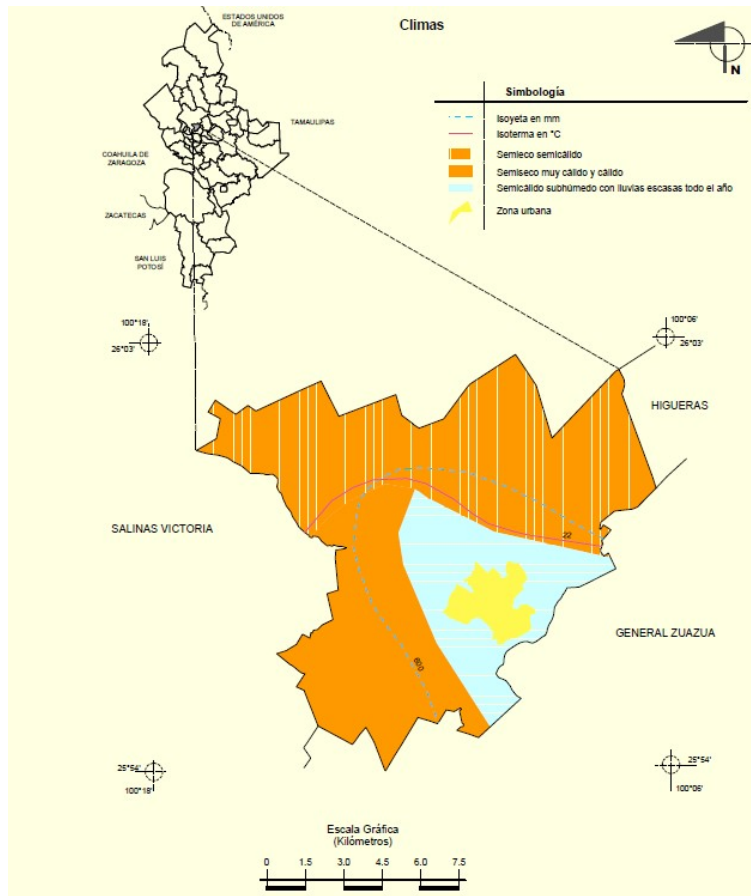 ESTADOS UNIDOS
DE AMÉRICA
Climas
N
Simbología
TAMAULIPAS
Isoyeta en mm
Isoterma en °C
COAHUILA DE
ZARAGOZA
Semieco semicálido
Semiseco muy cálido y cálido
Semicálido subhúmedo con lluvias escasas todo el año
ZACATECAS
Zona urbana
SAN LUIS
POTOSÍ
100°18'
26°03'
100°06'
26°03'
HIGUERAS
SALINAS VICTORIA
22
GENERAL ZUAZUA
600
25°54'
100°18'
25°54'
100°06'
Escala Gráfica
(Kilómetros)
0 1.5 3.0 4.5 6.0 7.5